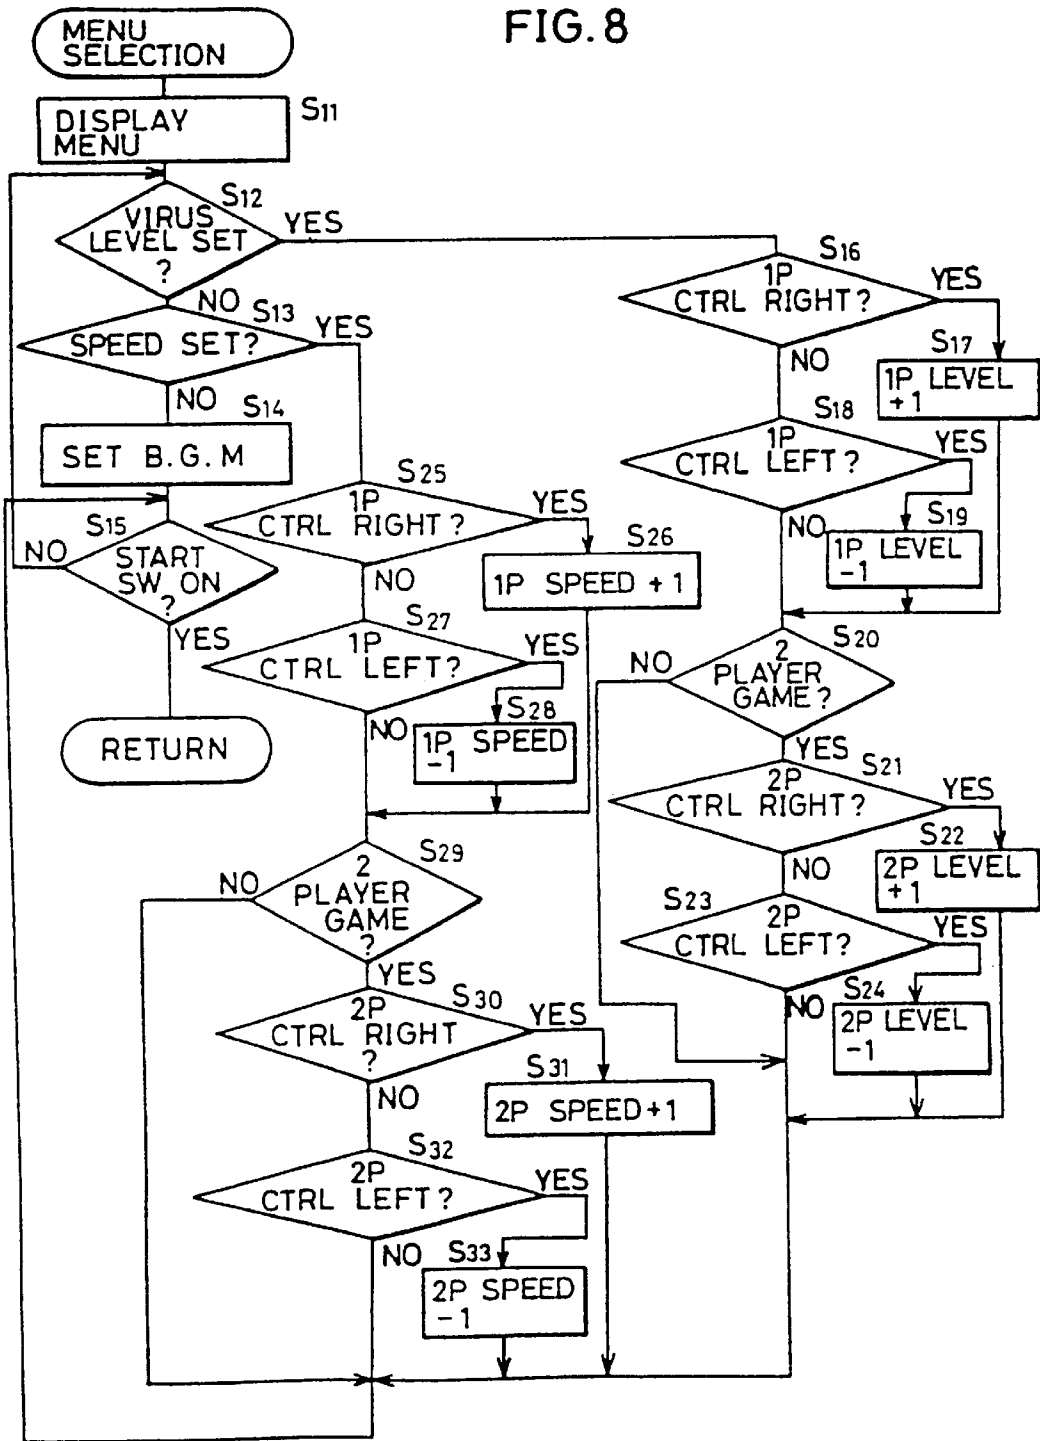 FIG. 8
MENU
SELECTION
S11
DISPLAY
MENU
S12
VIRUS
LEVEL SET
?
YES
NO
S13
SPEED SET?
YES
NO
S14
SET B.G.M
S15
START
SW ON
?
NO
YES
RETURN
S16
1P
CTRL RIGHT?
YES
NO
S17
1P LEVEL
+1
S18
1P
CTRL LEFT?
YES
NO
S19
1P LEVEL
-1
S20
2
PLAYER
GAME?
NO
YES
S21
2P
CTRL RIGHT?
YES
NO
S22
2P LEVEL
+1
S23
2P
CTRL LEFT?
YES
NO
S24
2P LEVEL
-1
S25
1P
CTRL RIGHT?
YES
NO
S26
1P SPEED +1
S27
1P
CTRL LEFT?
YES
NO
S28
1P SPEED
-1
S29
2
PLAYER
GAME
?
NO
YES
S30
2P
CTRL RIGHT
?
YES
NO
S31
2P SPEED+1
S32
2P
CTRL LEFT?
YES
NO
S33
2P SPEED
-1